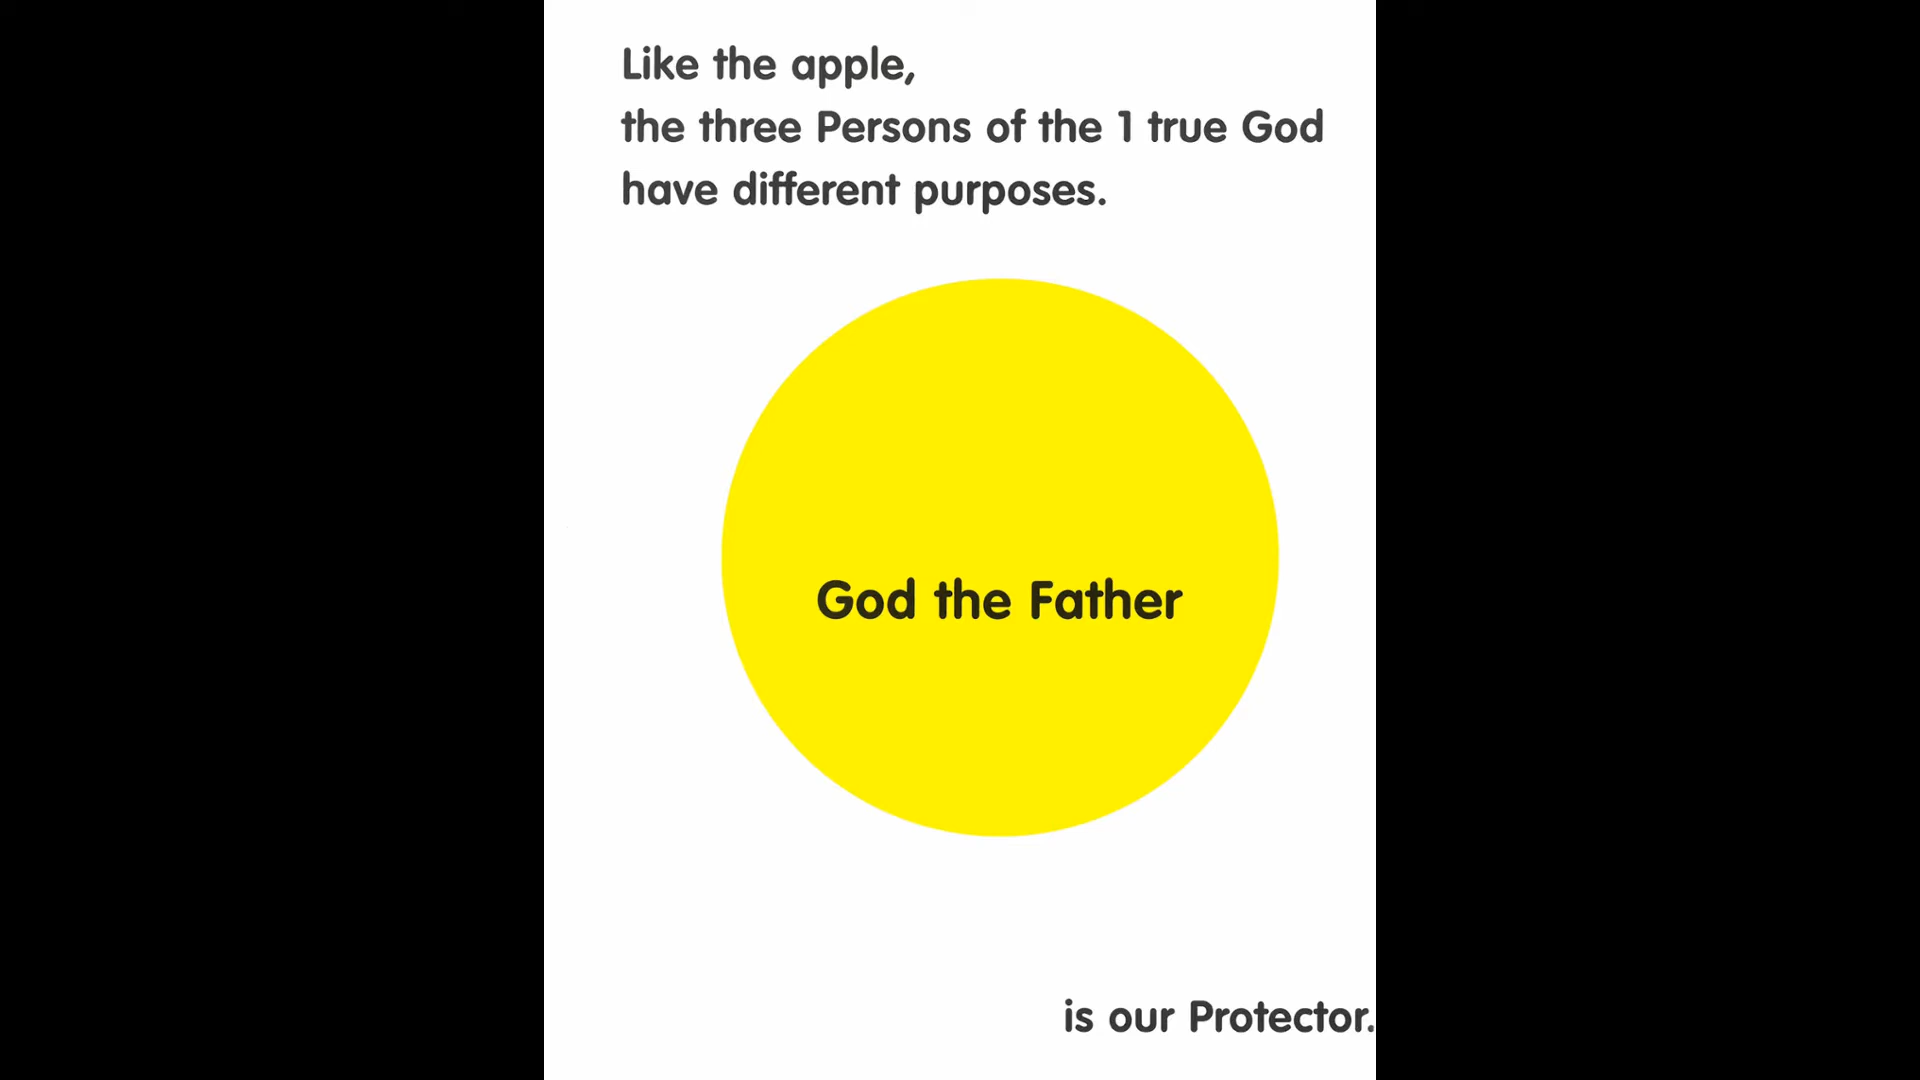 Like the apple,
the three Persons of the 1 true God
have different purposes.
God the Father
is our Protector.